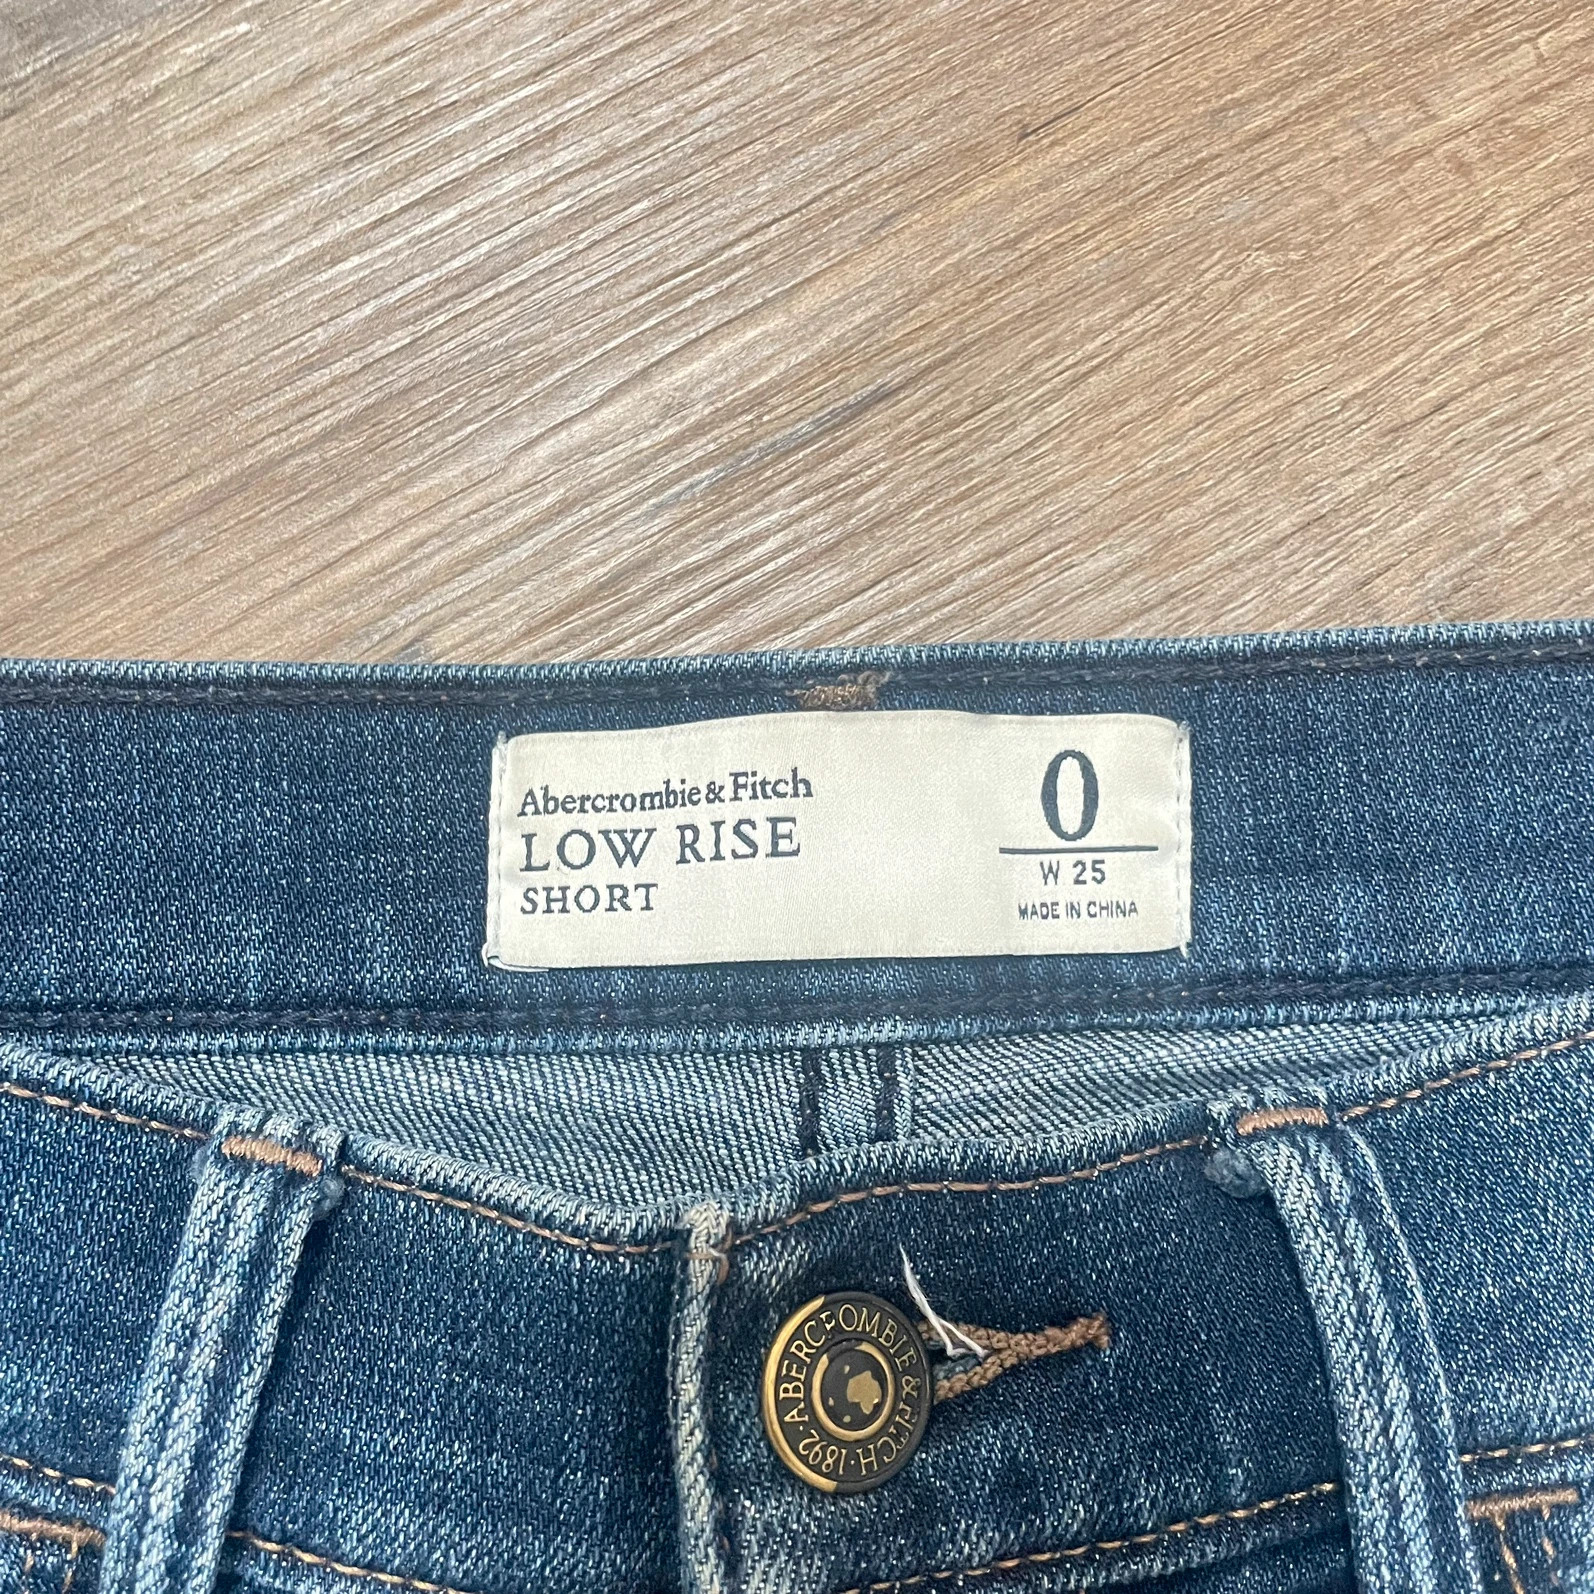 Abercrombie & Fitch
LOW RISE
SHORT
0
W 25
MADE IN CHINA
ABERCROMBIE & FITCH · 1892 ·